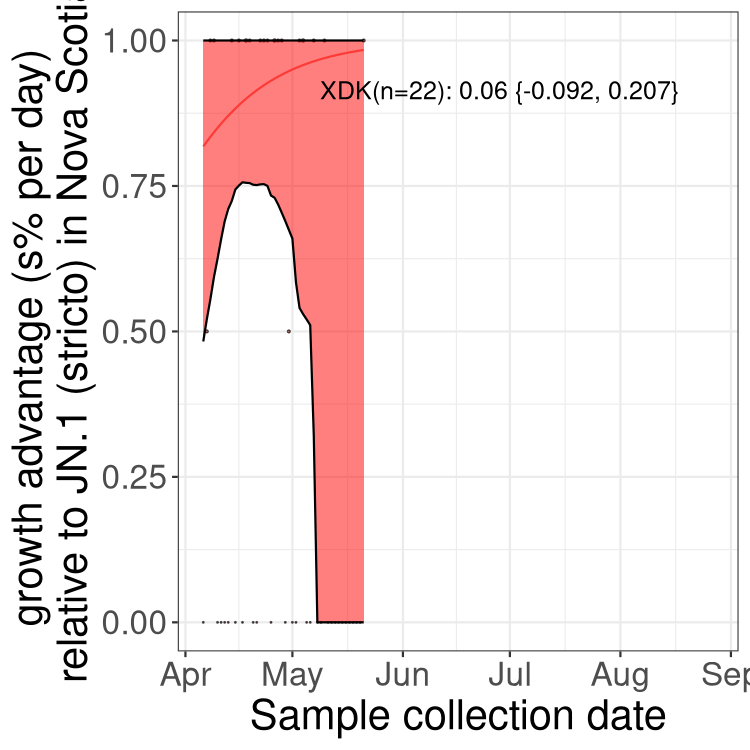 growth advantage (s% per day)
relative to JN.1 (stricto) in Nova Scotia
1.00
0.75
0.50
0.25
0.00
XDK(n=22): 0.06 {-0.092, 0.207}
Apr May Jun Jul Aug Sep
Sample collection date